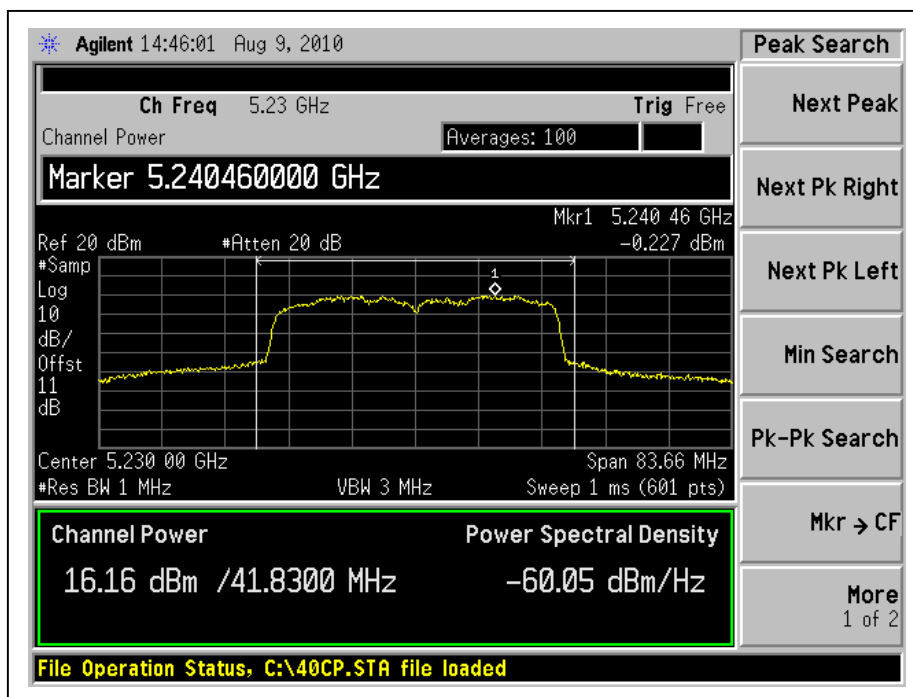 Agilent 14:46:01 Aug 9, 2010
Peak Search
Ch Freq 5.23 GHz
Trig Free
Channel Power
Averages: 100
Marker 5.240460000 GHz
Mkr1 5.240 46 GHz
Ref 20 dBm #Atten 20 dB -0.227 dBm
#Samp
Log
10
dB/
Offst
11
dB
1
Center 5.230 00 GHz
Span 83.66 MHz
#Res BW 1 MHz
VBW 3 MHz
Sweep 1 ms (601 pts)
Channel Power
Power Spectral Density
16.16 dBm /41.8300 MHz
-60.05 dBm/Hz
File Operation Status, C:\40CP.STA file loaded
Next Peak
Next Pk Right
Next Pk Left
Min Search
Pk-Pk Search
Mkr → CF
More
1 of 2